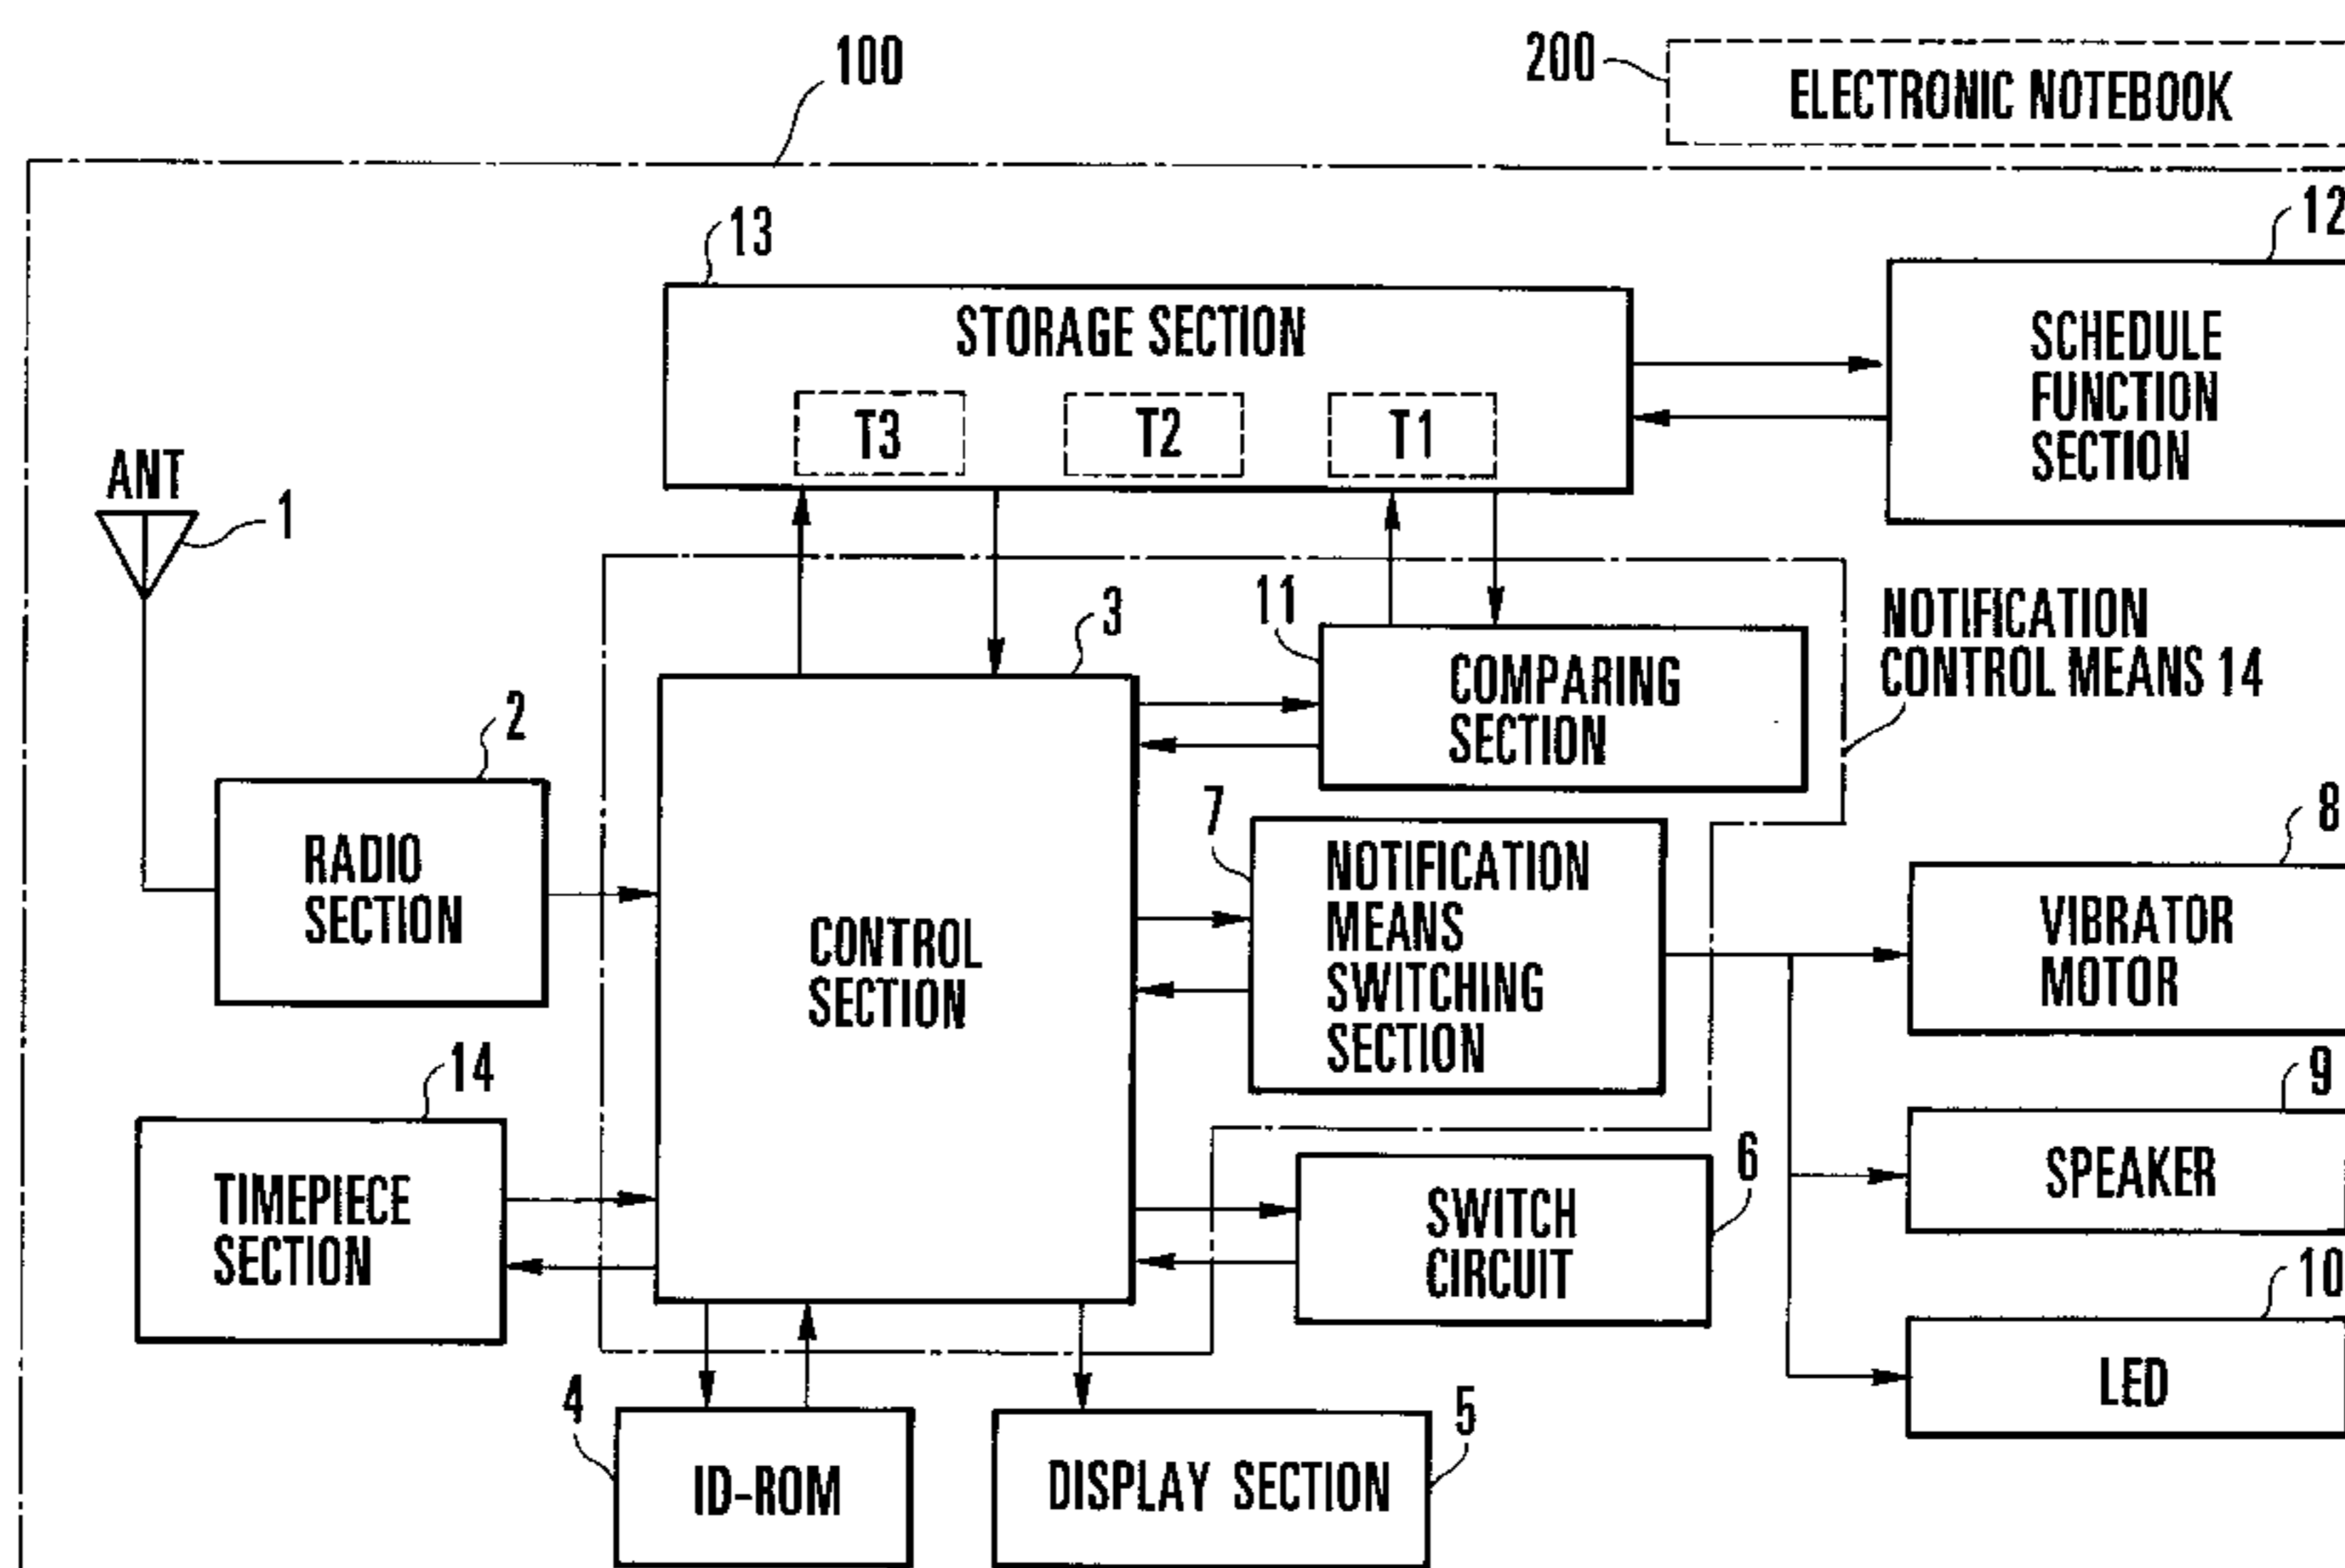 100
200
ELECTRONIC NOTEBOOK
13
12
STORAGE SECTION
T3
T2
T1
SCHEDULE
FUNCTION
SECTION
ANT
1
3
11
COMPARING
SECTION
NOTIFICATION
CONTROL MEANS 14
2
RADIO
SECTION
CONTROL
SECTION
7
NOTIFICATION
MEANS
SWITCHING
SECTION
8
VIBRATOR
MOTOR
14
TIMEPIECE
SECTION
9
SPEAKER
6
SWITCH
CIRCUIT
10
LED
4
ID-ROM
5
DISPLAY SECTION